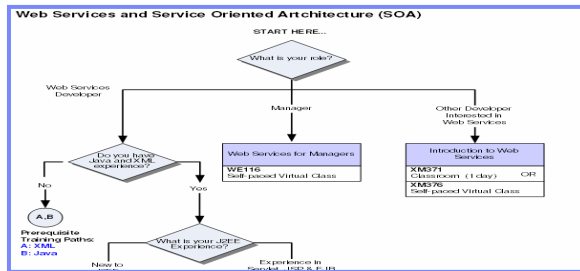 Web Services and Service Oriented Artchitecture (SOA)
START HERE...
What is your role?
Web Services
Developer
Manager
Other Developer
Interested in
Web Services
Do you have
Java and XML
experience?
Web Services for Managers
WE116
Self-paced Virtual Class
Introduction to Web
Services
XM371
Classroom (1 day) OR
XM376
Self-paced Virtual Class
No
Yes
A,B
Prerequisite
Training Paths:
A: XML
B: Java
What is your J2EE
Experience?
New to
Experience in
Servlet, JSP & EJB